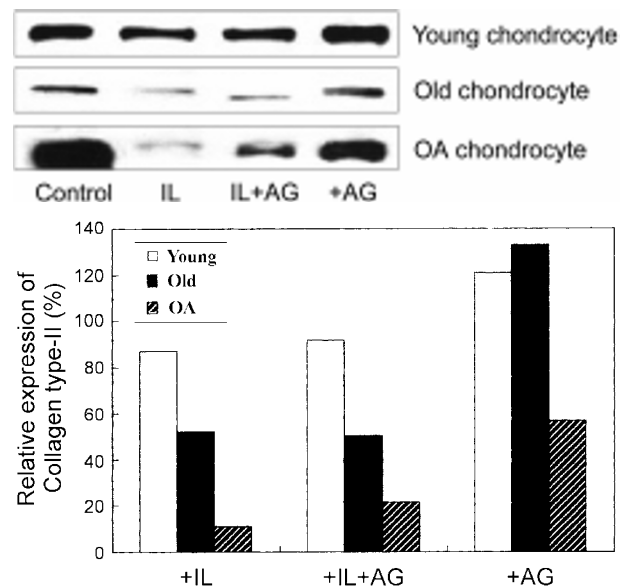 Young chondrocyte
Old chondrocyte
OA chondrocyte
Control IL IL+AG +AG
Relative expression of
Collagen type-II (%)
140
120
100
80
60
40
20
0
Young
Old
OA
+IL +IL+AG +AG